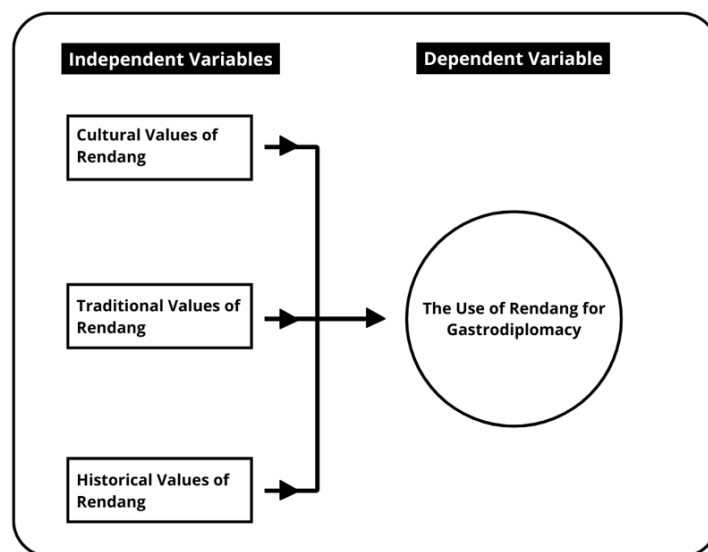 Independent Variables
Dependent Variable
Cultural Values of
Rendang
Traditional Values of
Rendang
The Use of Rendang for
Gastrodiplomacy
Historical Values of
Rendang